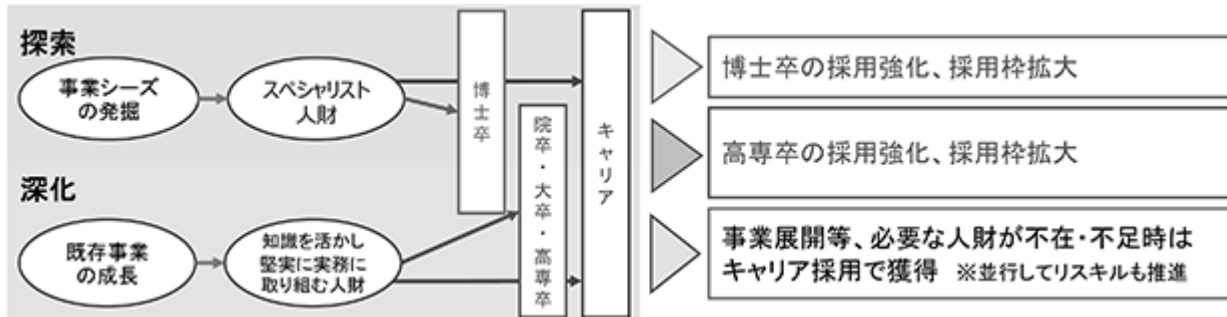 探索
事業シーズ
の発掘
スペシャリスト
人財
博士卒
院卒・大卒・高専卒
キャリア
深化
既存事業
の成長
知識を活かし
堅実に実務に
取り組む人財
博士卒の採用強化、採用枠拡大
高専卒の採用強化、採用枠拡大
事業展開等、必要な人財が不在・不足時は
キャリア採用で獲得 ※並行してリスキルも推進